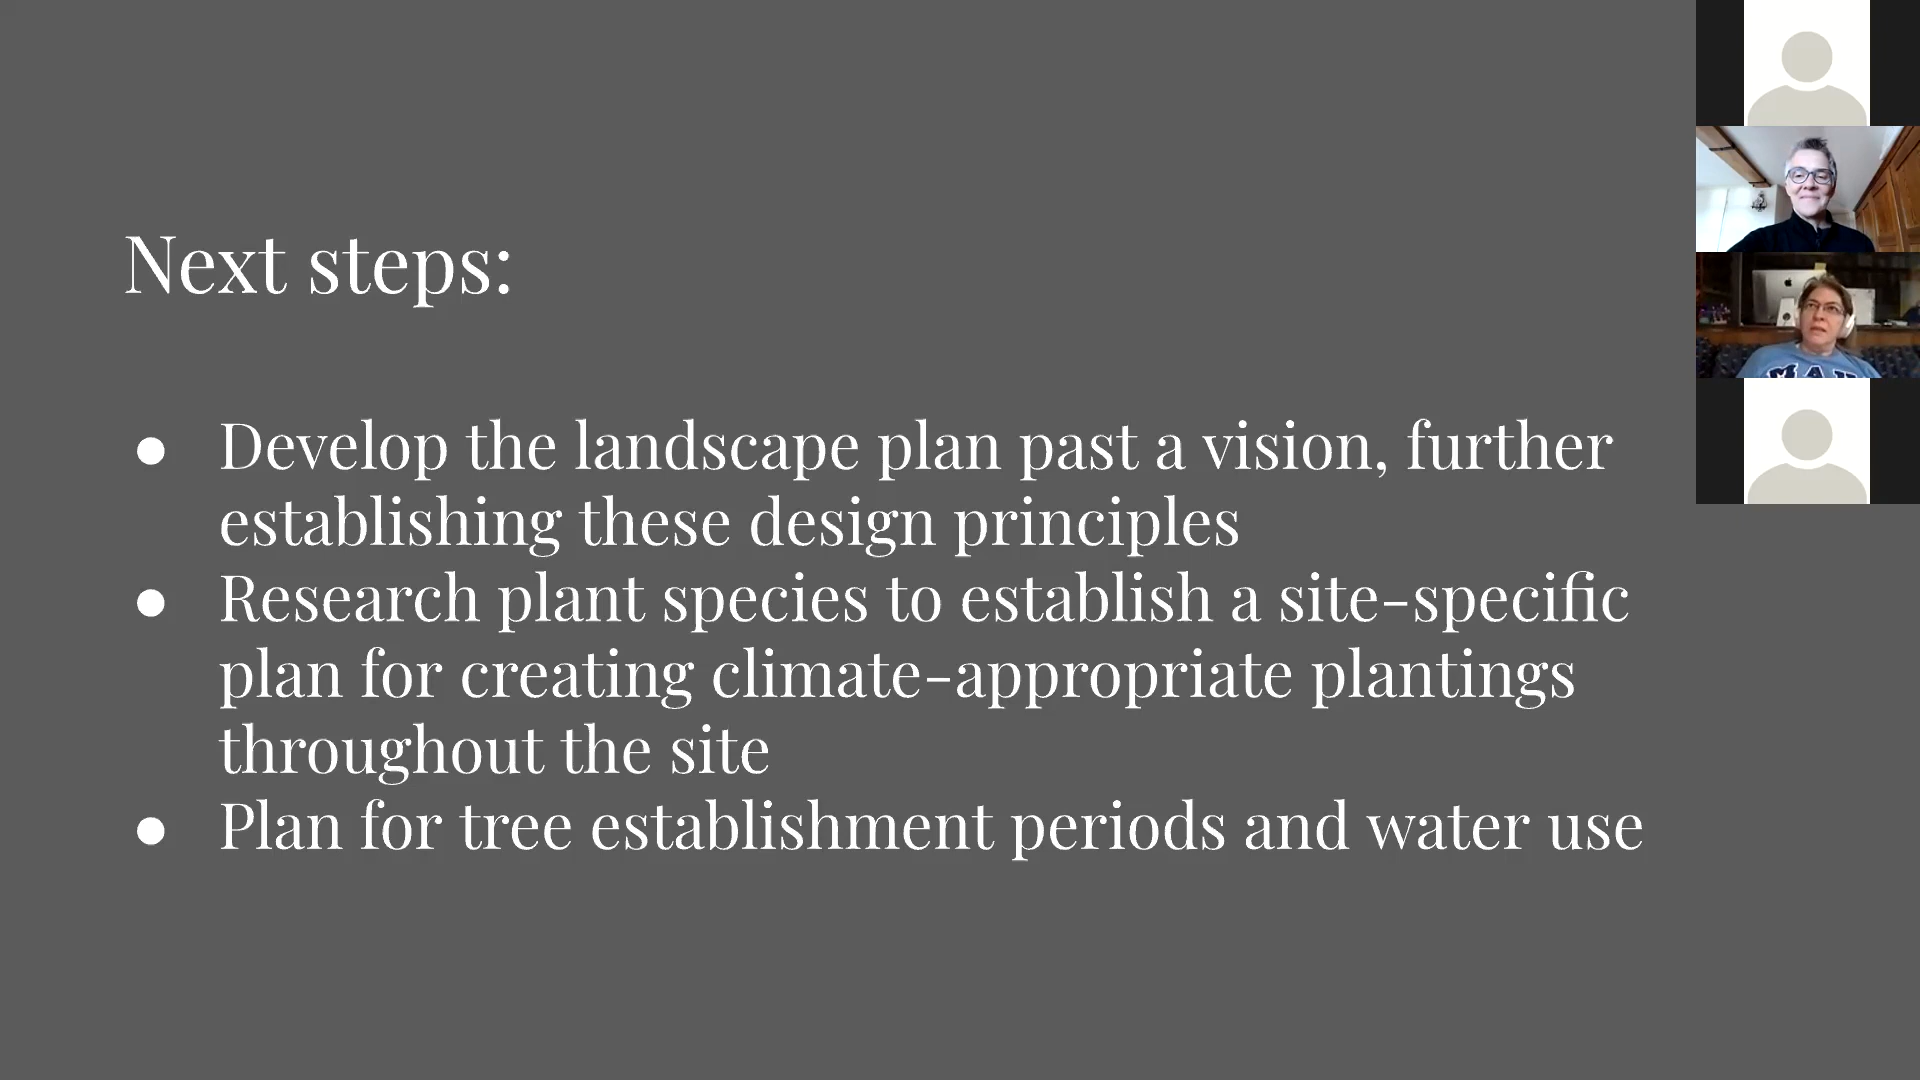 Next steps:
● Develop the landscape plan past a vision, further
establishing these design principles
● Research plant species to establish a site-specific
plan for creating climate-appropriate plantings
throughout the site
● Plan for tree establishment periods and water use